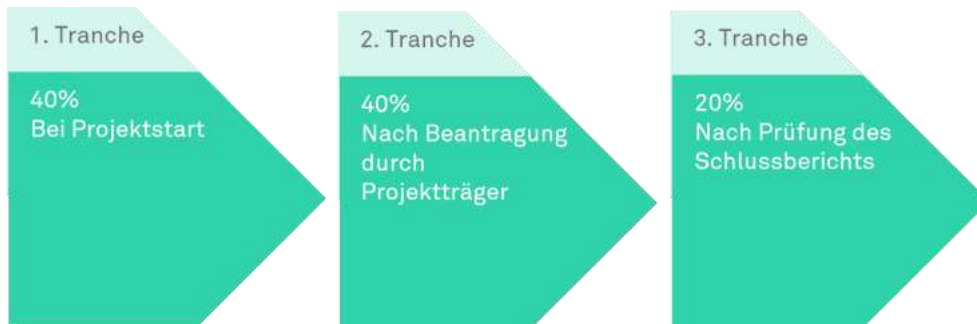 1. Tranche
40%
Bei Projektstart
2. Tranche
40%
Nach Beantragung
durch
Projektträger
3. Tranche
20%
Nach Prüfung des
Schlussberichts